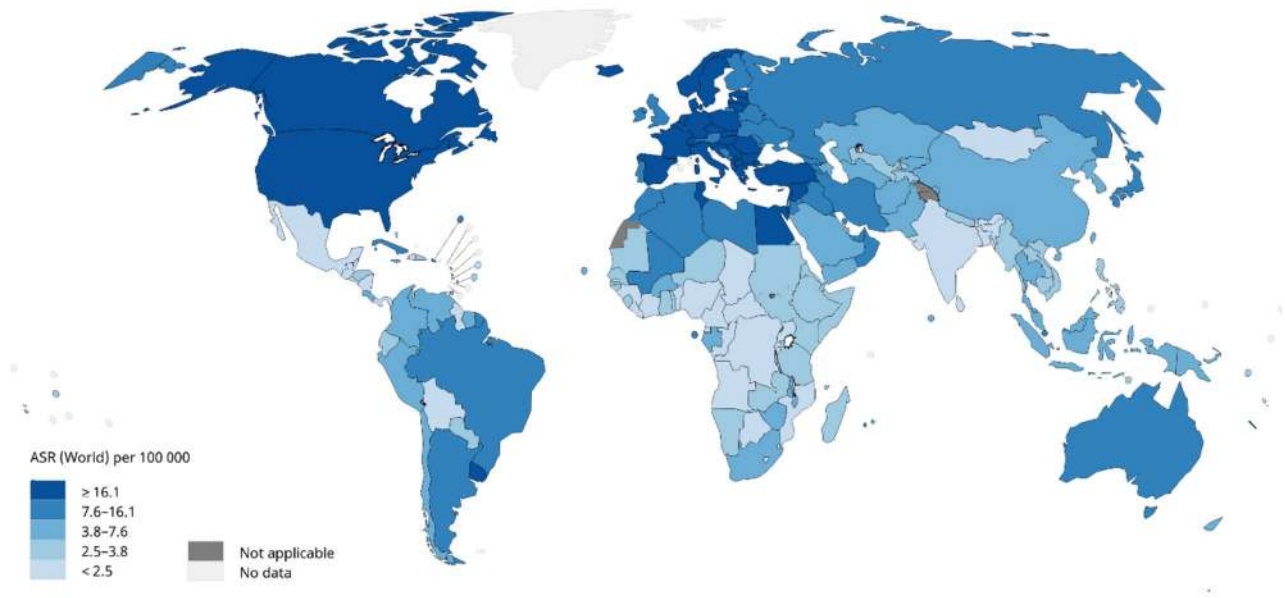 ASR (World) per 100 000
≥ 16.1
7.6–16.1
3.8–7.6
2.5–3.8
< 2.5
Not applicable
No data